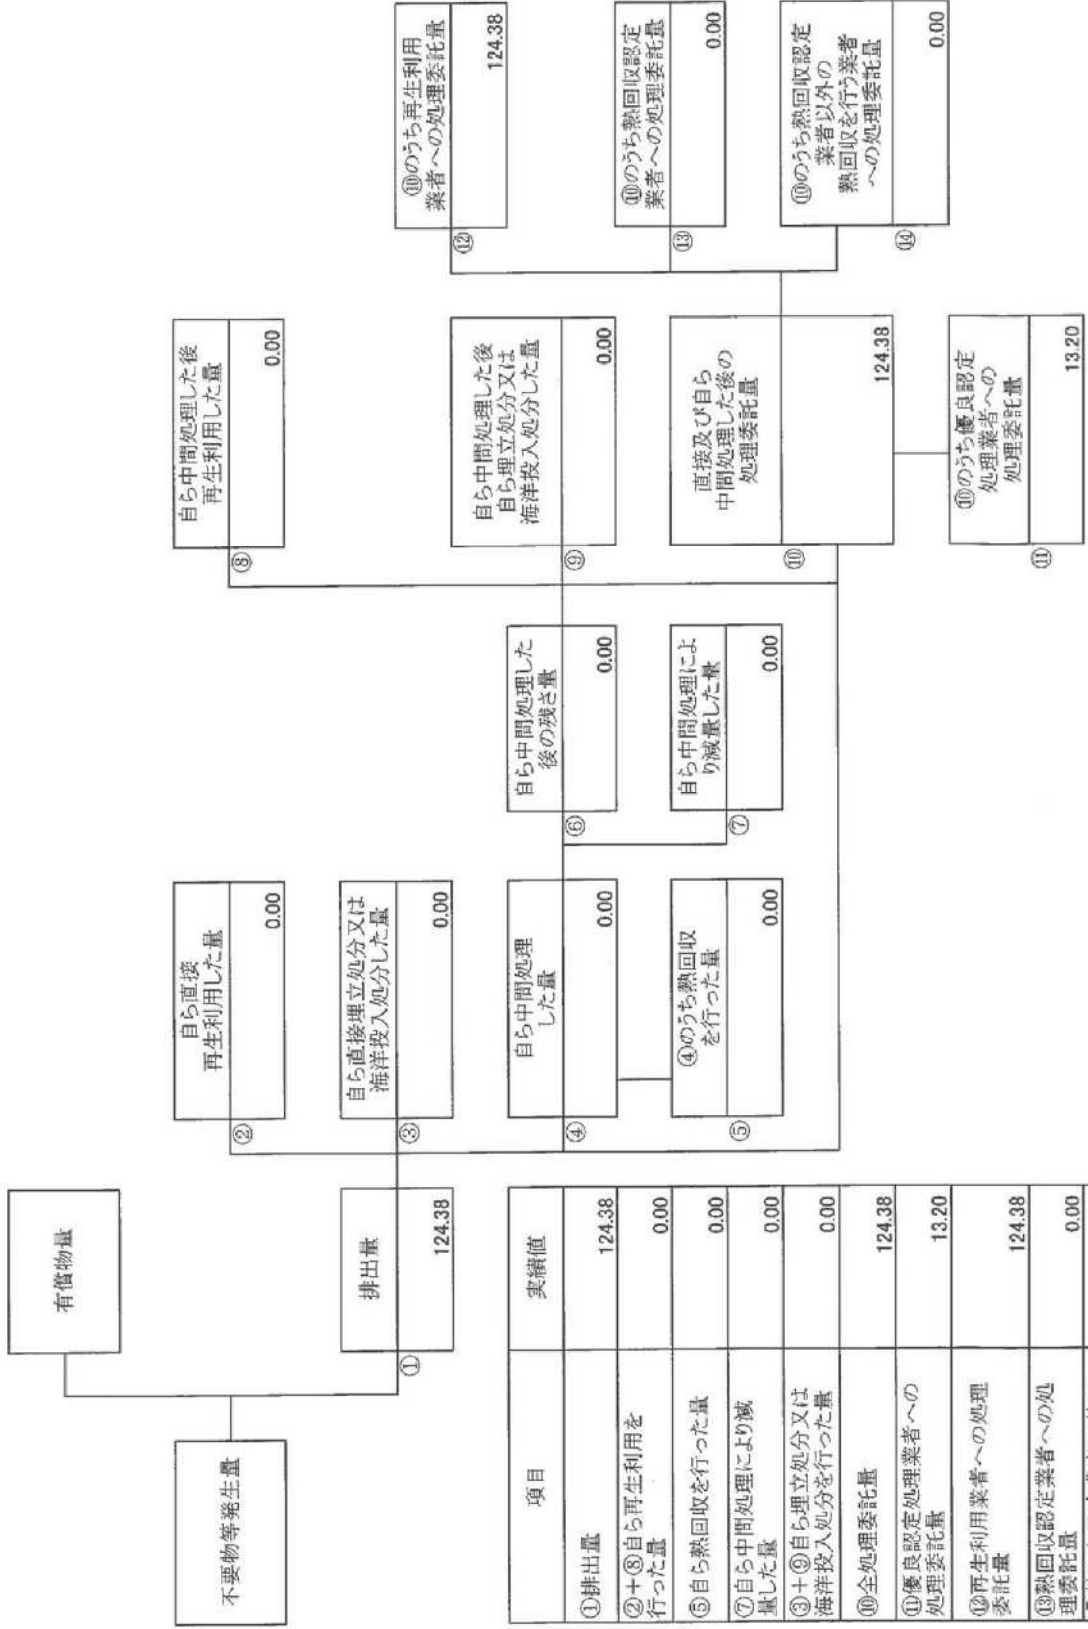 有償物量
不要物等発生量
排出量
①
124.38
自ら直接
再生利用した量
②
0.00
自ら直接埋立処分又は
海洋投入処分した量
③
0.00
自ら中間処理
した量
④
0.00
④のうち熱回収
を行った量
⑤
0.00
自ら中間処理した
後の残さ量
⑥
0.00
自ら中間処理によ
り減量した量
⑦
0.00
自ら中間処理した後
再生利用した量
⑧
0.00
自ら中間処理した後
自ら埋立処分又は
海洋投入処分した量
⑨
0.00
直接及び自ら
中間処理した後の
処理委託量
⑩
124.38
⑩のうち優良認定
処理業者への
処理委託量
⑪
13.20
⑩のうち再生利用
業者への処理委託量
⑫
124.38
⑩のうち熱回収認定
業者への処理委託量
⑬
0.00
⑩のうち熱回収認定
業者以外の
熱回収を行う業者
への処理委託量
⑭
0.00
項目 実績値
①排出量 124.38
②+⑧自ら再生利用を
行った量 0.00
⑤自ら熱回収を行った量 0.00
⑦自ら中間処理により減
量した量 0.00
③+⑨自ら埋立処分又は
海洋投入処分を行った量 0.00
⑩全処理委託量 124.38
⑪優良認定処理業者への
処理委託量 13.20
⑫再生利用業者への処理
委託量 124.38
⑬熱回収認定業者への処
理委託量 0.00